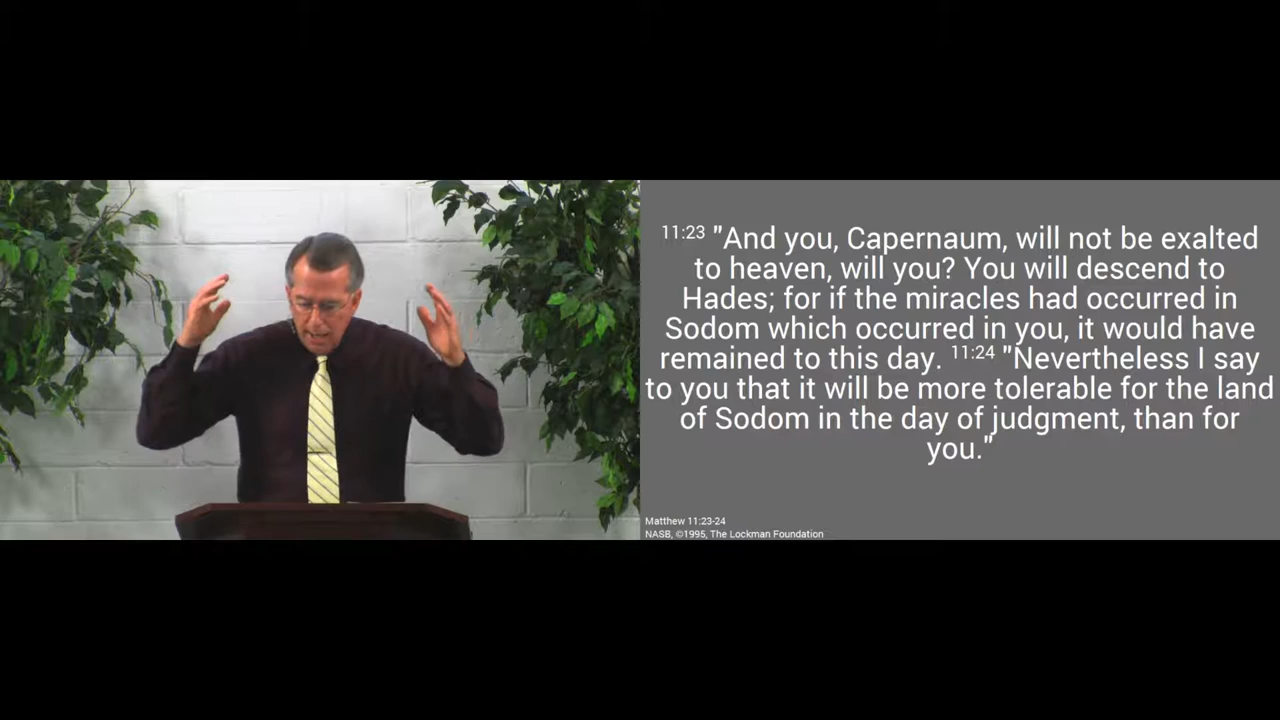 11:23 "And you, Capernaum, will not be exalted
to heaven, will you? You will descend to
Hades; for if the miracles had occurred in
Sodom which occurred in you, it would have
remained to this day. 11:24 "Nevertheless I say
to you that it will be more tolerable for the land
of Sodom in the day of judgment, than for
you."
Matthew 11:23-24
NASB, ©1995, The Lockman Foundation